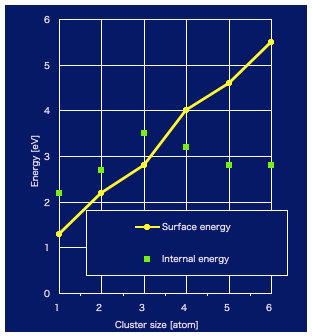 6
5
4
3
2
1
0
Energy [eV]
Surface energy
Internal energy
1 2 3 4 5 6
Cluster size [atom]